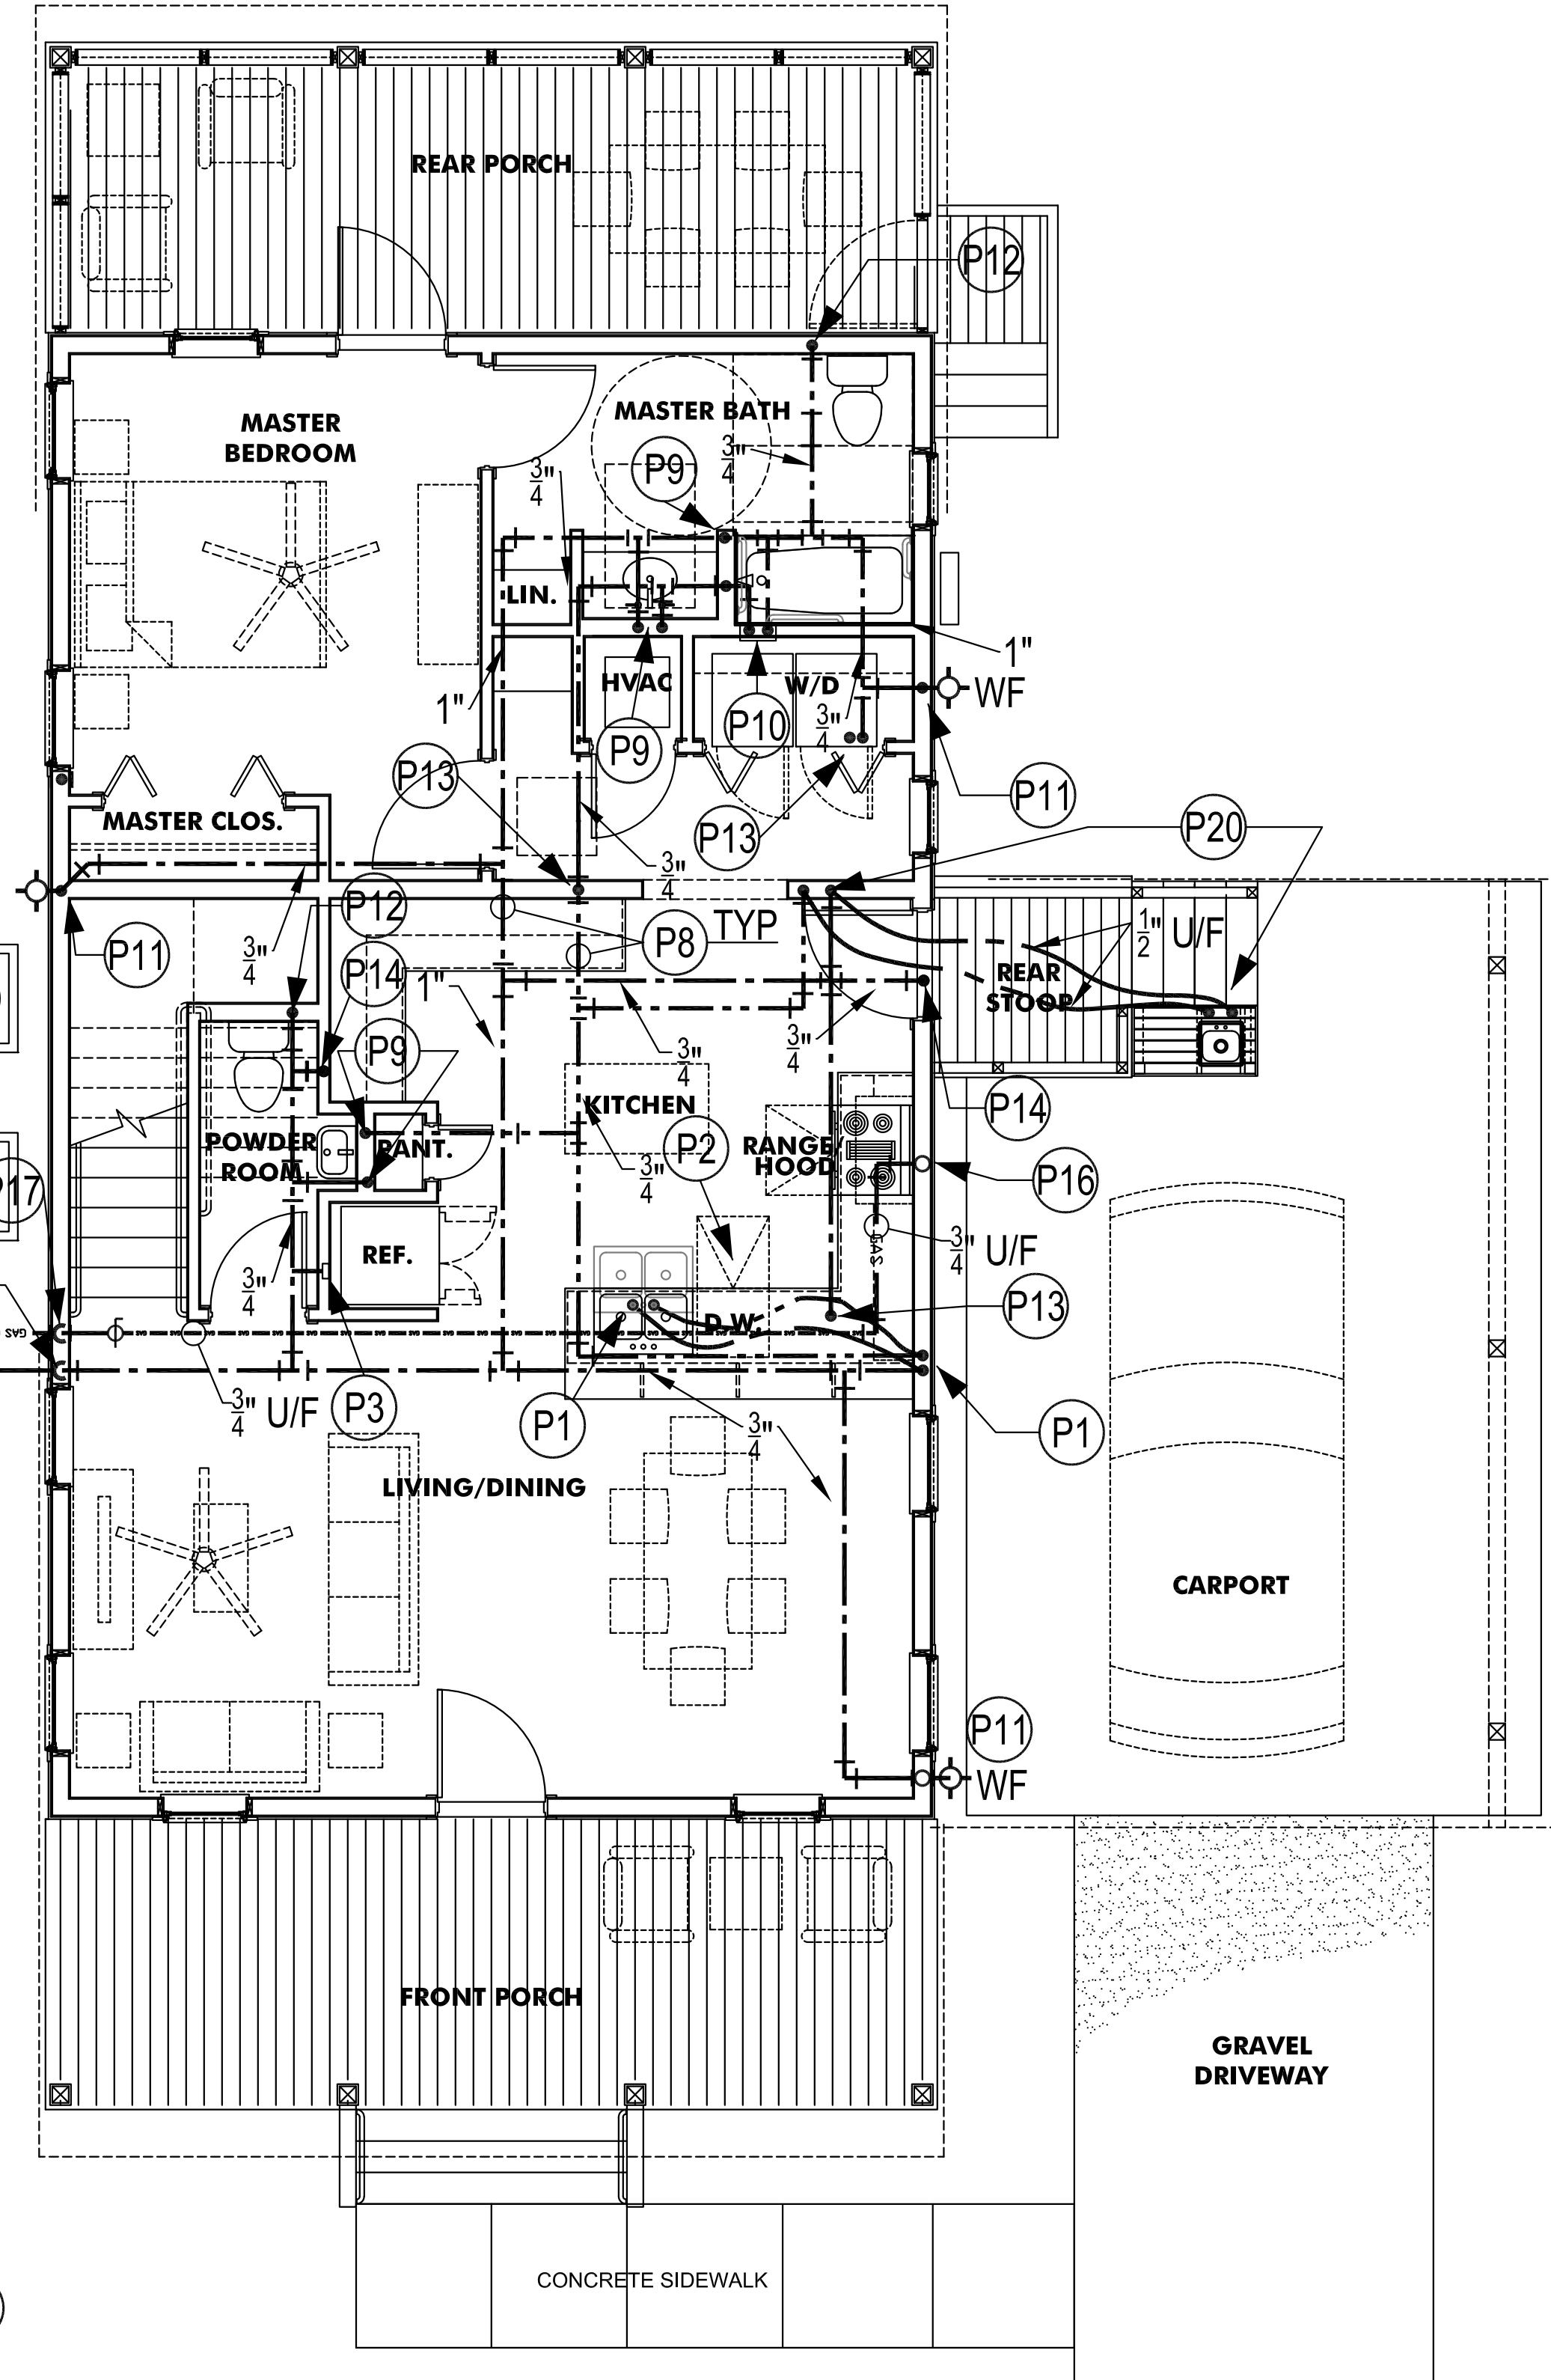 REAR PORCH
P12
MASTER
BEDROOM
MASTER BATH
3/4"
P9
3/4"
LIN.
1"
1"
HVAC
W/D
WF
P10
3/4"
P9
P13
P11
P13
P20
MASTER CLOS.
3/4"
P12
P11
3/4"
P8 TYP
1/2" U/F
P14
1"
REAR
STOOP
P9
3/4"
3/4"
KITCHEN
P14
POWDER
ROOM
PANT.
P2
RANGE
HOOD
3/4"
P16
P17
REF.
GAS
3/4" U/F
3/4"
P13
D.W.
GAS
3/4" U/F
P3
P1
3/4"
P1
LIVING/DINING
CARPORT
P11
WF
FRONT PORCH
GRAVEL
DRIVEWAY
CONCRETE SIDEWALK